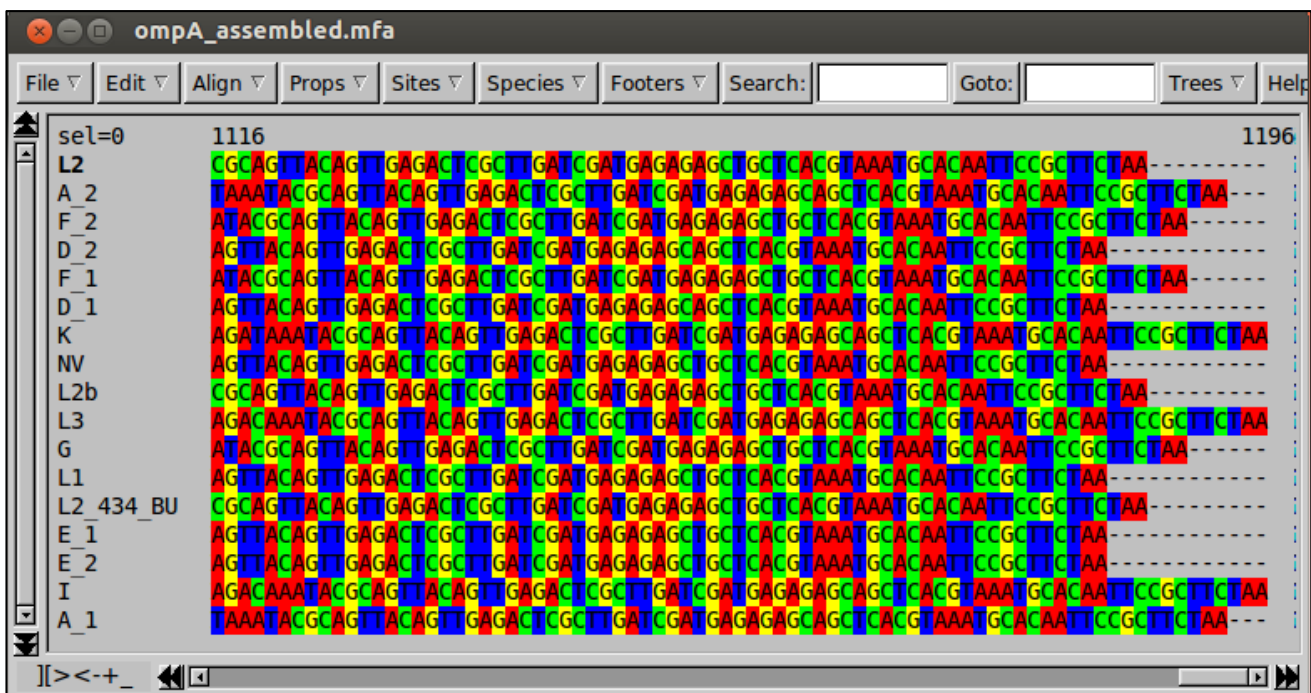 ompA_assembled.mfa
File Edit Align Props Sites Species Footers Search: Goto: Trees Help
sel=0 1116 1196
L2 CGCAGTTACAGTTGAGACTCGCTTGATCGATGAGAGAGCTGCTCACGTAAATGCACAATTCCGCTTCTAA---------
A_2 TAAATACGCAGTTACAGTTGAGACTCGCTTGATCGATGAGAGAGCAGCTCACGTAAATGCACAATTCCGCTTCTAA---
F_2 ATACGCAGTTACAGTTGAGACTCGCTTGATCGATGAGAGAGCTGCTCACGTAAATGCACAATTCCGCTTCTAA------
D_2 AGTTACAGTTGAGACTCGCTTGATCGATGAGAGAGCAGCTCACGTAAATGCACAATTCCGCTTCTAA------------
F_1 ATACGCAGTTACAGTTGAGACTCGCTTGATCGATGAGAGAGCTGCTCACGTAAATGCACAATTCCGCTTCTAA------
D_1 AGTTACAGTTGAGACTCGCTTGATCGATGAGAGAGCAGCTCACGTAAATGCACAATTCCGCTTCTAA------------
K AGATAAATACGCAGTTACAGTTGAGACTCGCTTGATCGATGAGAGAGCAGCTCACGTAAATGCACAATTCCGCTTCTAA
NV AGTTACAGTTGAGACTCGCTTGATCGATGAGAGAGCTGCTCACGTAAATGCACAATTCCGCTTCTAA------------
L2b CGCAGTTACAGTTGAGACTCGCTTGATCGATGAGAGAGCTGCTCACGTAAATGCACAATTCCGCTTCTAA---------
L3 AGACAAATACGCAGTTACAGTTGAGACTCGCTTGATCGATGAGAGAGCAGCTCACGTAAATGCACAATTCCGCTTCTAA
G ATACGCAGTTACAGTTGAGACTCGCTTGATCGATGAGAGAGCTGCTCACGTAAATGCACAATTCCGCTTCTAA------
L1 AGTTACAGTTGAGACTCGCTTGATCGATGAGAGAGCTGCTCACGTAAATGCACAATTCCGCTTCTAA------------
L2_434_BU CGCAGTTACAGTTGAGACTCGCTTGATCGATGAGAGAGCTGCTCACGTAAATGCACAATTCCGCTTCTAA---------
E_1 AGTTACAGTTGAGACTCGCTTGATCGATGAGAGAGCTGCTCACGTAAATGCACAATTCCGCTTCTAA------------
E_2 AGTTACAGTTGAGACTCGCTTGATCGATGAGAGAGCTGCTCACGTAAATGCACAATTCCGCTTCTAA------------
I AGACAAATACGCAGTTACAGTTGAGACTCGCTTGATCGATGAGAGAGCAGCTCACGTAAATGCACAATTCCGCTTCTAA
A_1 TAAATACGCAGTTACAGTTGAGACTCGCTTGATCGATGAGAGAGCAGCTCACGTAAATGCACAATTCCGCTTCTAA---
][><-+_